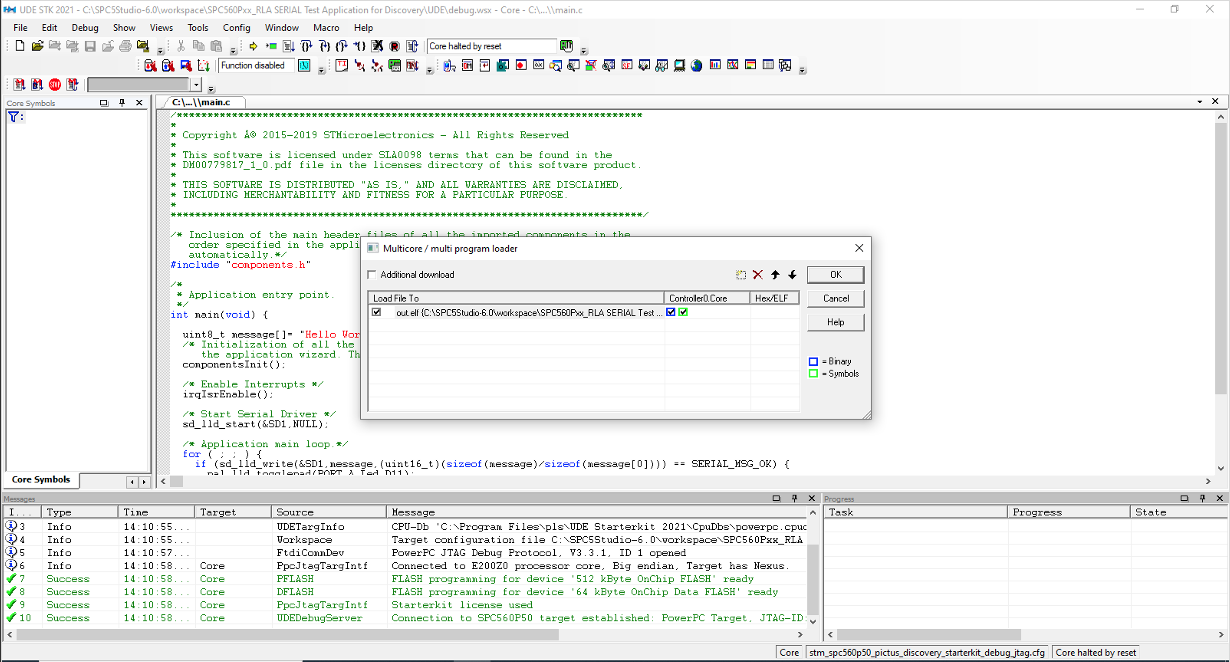 UDE STK 2021 - C:\SPC5Studio-6.0\workspace\SPC560Pxx_RLA SERIAL Test Application for Discovery\UDE\debug.wsx - Core - C:\...\\main.c
File Edit Debug Show Views Tools Config Window Macro Help
Core halted by reset
Function disabled
Core Symbols
C:\...\\main.c
/****************************************************************************
*
* Copyright Â© 2015-2019 STMicroelectronics - All Rights Reserved
*
* This software is licensed under SLA0098 terms that can be found in the
* DM00779817_1_0.pdf file in the licenses directory of this software product.
*
* THIS SOFTWARE IS DISTRIBUTED "AS IS," AND ALL WARRANTIES ARE DISCLAIMED,
* INCLUDING MERCHANTABILITY AND FITNESS FOR A PARTICULAR PURPOSE.
*
*****************************************************************************/
/* Inclusion of the main header files of all the imported components in the
order specified in the appli
automatically.*/
#include "components.h"
/*
* Application entry point.
*/
int main(void) {
uint8_t message[]= "Hello Wor
/* Initialization of all the
the application wizard. Th
componentsInit();
/* Enable Interrupts */
irqIsrEnable();
/* Start Serial Driver */
sd_lld_start(&SD1,NULL);
/* Application main loop.*/
for ( ; ; ) {
if (sd_lld_write(&SD1,message,(uint16_t)(sizeof(message)/sizeof(message[0]))) == SERIAL_MSG_OK) {
pal_lld_togglepad(PORT_A,Led_D11);
Multicore / multi program loader
Additional download
OK
Load File To Controller0.Core Hex/ELF
out.elf (C:\SPC5Studio-6.0\workspace\SPC560Pxx_RLA SERIAL Test ...
Cancel
Help
= Binary
= Symbols
Core Symbols
Messages
I... Type Time Target Source Message
3 Info 14:10:55... UDETargInfo CPU-Db 'C:\Program Files\pls\UDE Starterkit 2021\CpuDbs\powerpc.cpuc
4 Info 14:10:55... Workspace Target configuration file C:\SPC5Studio-6.0\workspace\SPC560Pxx_RLA
5 Info 14:10:57... FtdiCommDev PowerPC JTAG Debug Protocol, V3.3.1, ID 1 opened
6 Info 14:10:58... Core PpcJtagTargIntf Connected to E200Z0 processor core, Big endian, Target has Nexus.
7 Success 14:10:58... Core PFLASH FLASH programming for device '512 kByte OnChip FLASH' ready
8 Success 14:10:58... Core DFLASH FLASH programming for device '64 kByte OnChip Data FLASH' ready
9 Success 14:10:58... Core PpcJtagTargIntf Starterkit license used
10 Success 14:10:58... Core UDEDebugServer Connection to SPC560P50 target established: PowerPC Target, JTAG-ID
Progress
Task Progress State
Core stm_spc560p50_pictus_discovery_starterkit_debug_jtag.cfg Core halted by reset